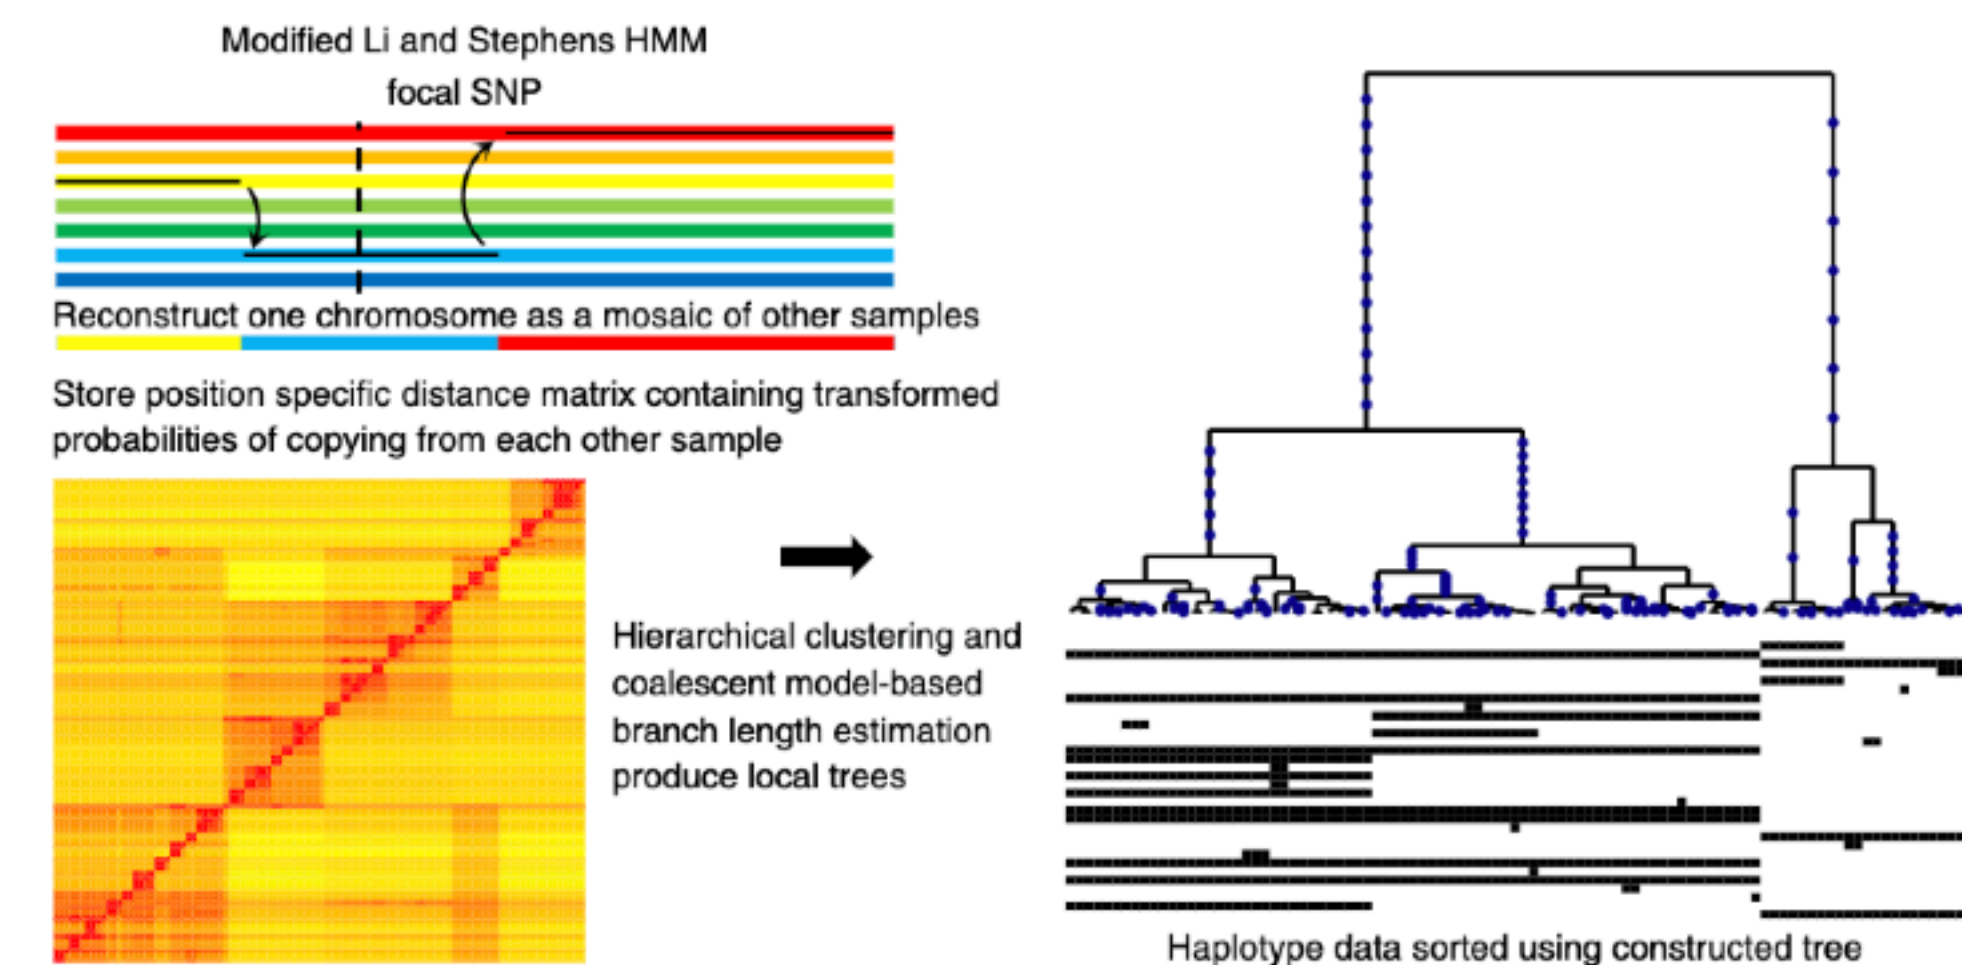 Modified Li and Stephens HMM
focal SNP
Reconstruct one chromosome as a mosaic of other samples
Store position specific distance matrix containing transformed
probabilities of copying from each other sample
Hierarchical clustering and
coalescent model-based
branch length estimation
produce local trees
Haplotype data sorted using constructed tree